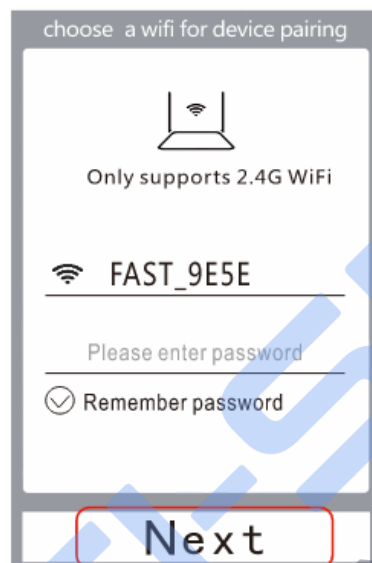 choose a wifi for device pairing
Only supports 2.4G WiFi
FAST_9E5E
Please enter password
Remember password
Next